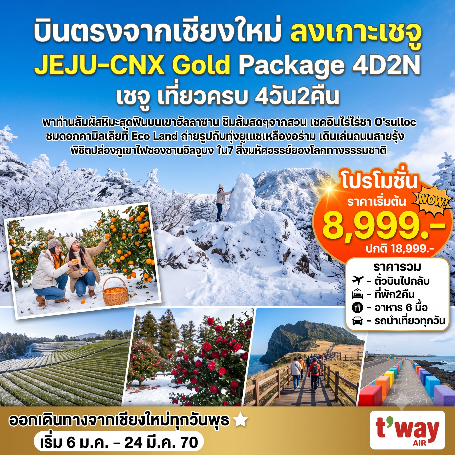 บินตรงจากเชียงใหม่ ลงเกาะเชจู
JEJU-CNX Gold Package 4D2N
เชจู เที่ยวครบ 4วัน2คืน
พาท่านสัมผัสหิมะสุดฟินบนเขาฮัลลาซาน ชิมส้มสดๆจากสวน เชคอินไร่ไร่ชา O'sulloc
ชมดอกคามิลเลียที่ Eco Land ถ่ายรูปกับทุ่งยูแชเหลืองอร่าม เดินเล่นถนนสายรุ้ง
พิชิตปล่องภูเขาไฟซองซานอิลจูบง ใน7 สิ่งมหัศจรรย์ของโลกทางธรรมชาติ
โปรโมชั่น
ราคาเริ่มต้น
NOW!
8,999.-
ปกติ 18,999.-
ราคารวม
- ตั๋วบินไปกลับ
- ที่พัก2คืน
- อาหาร 6 มื้อ
- รถนำเที่ยวทุกวัน
ออกเดินทางจากเชียงใหม่ทุกวันพุธ
เริ่ม 6 ม.ค. - 24 มี.ค. 70
t'way
AIR